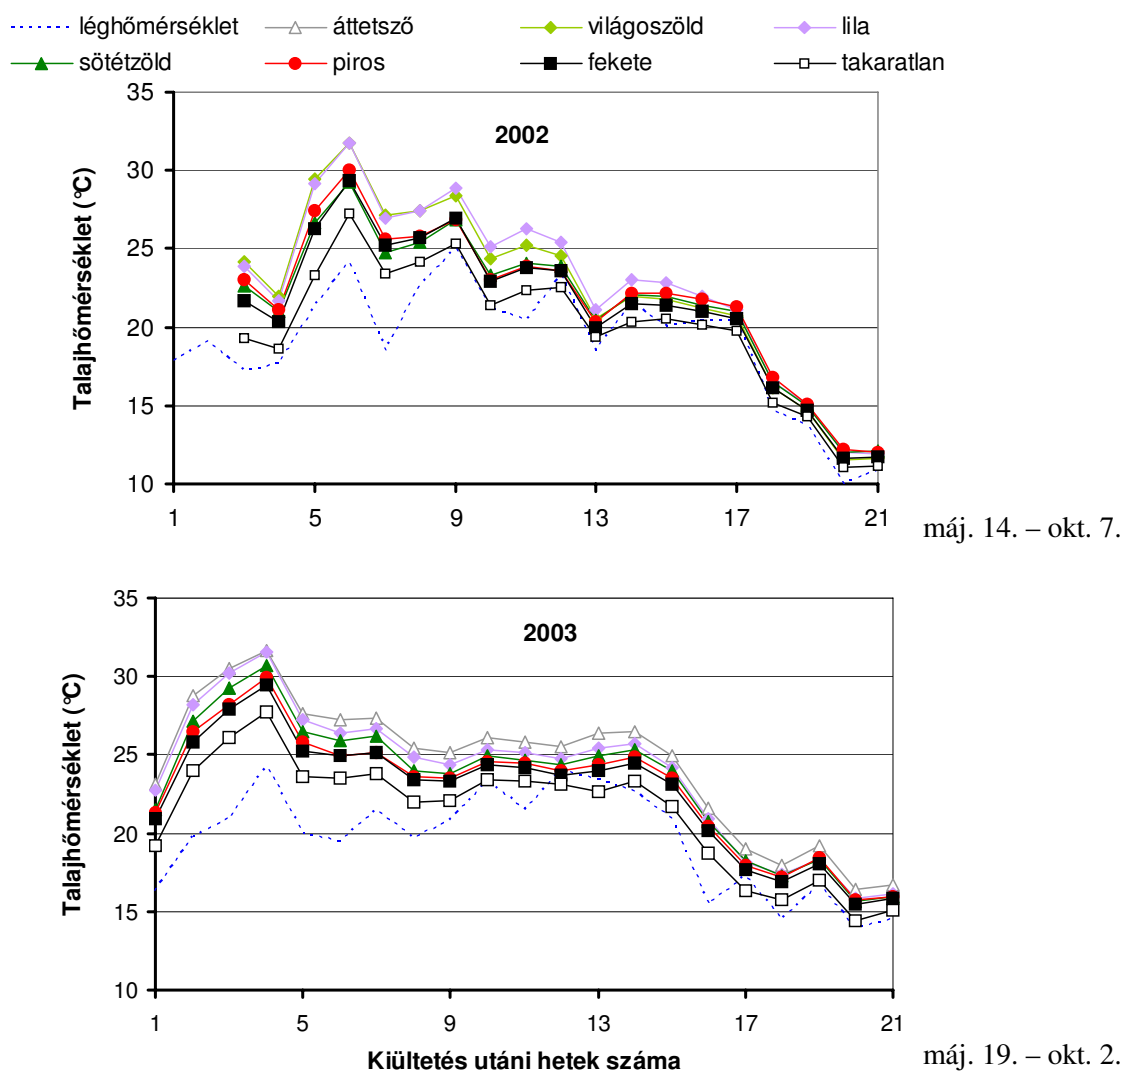 léghőmérséklet áttetsző világoszöld lila
sötétzöld piros fekete takaratlan
35
30
25
20
15
10
Talajhőmérséklet (°C)
2002
1 5 9 13 17 21
máj. 14. – okt. 7.
35
30
25
20
15
10
Talajhőmérséklet (°C)
2003
1 5 9 13 17 21
Kiültetés utáni hetek száma
máj. 19. – okt. 2.